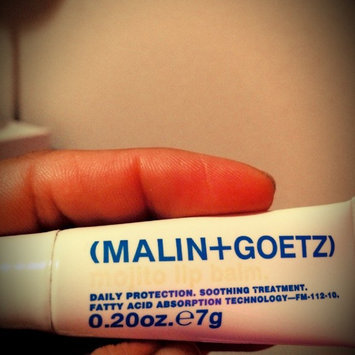 (MALIN+GOETZ)
mojito lip balm.
DAILY PROTECTION. SOOTHING TREATMENT.
FATTY ACID ABSORPTION TECHNOLOGY—FM-112-10.
0.20oz.℮7g